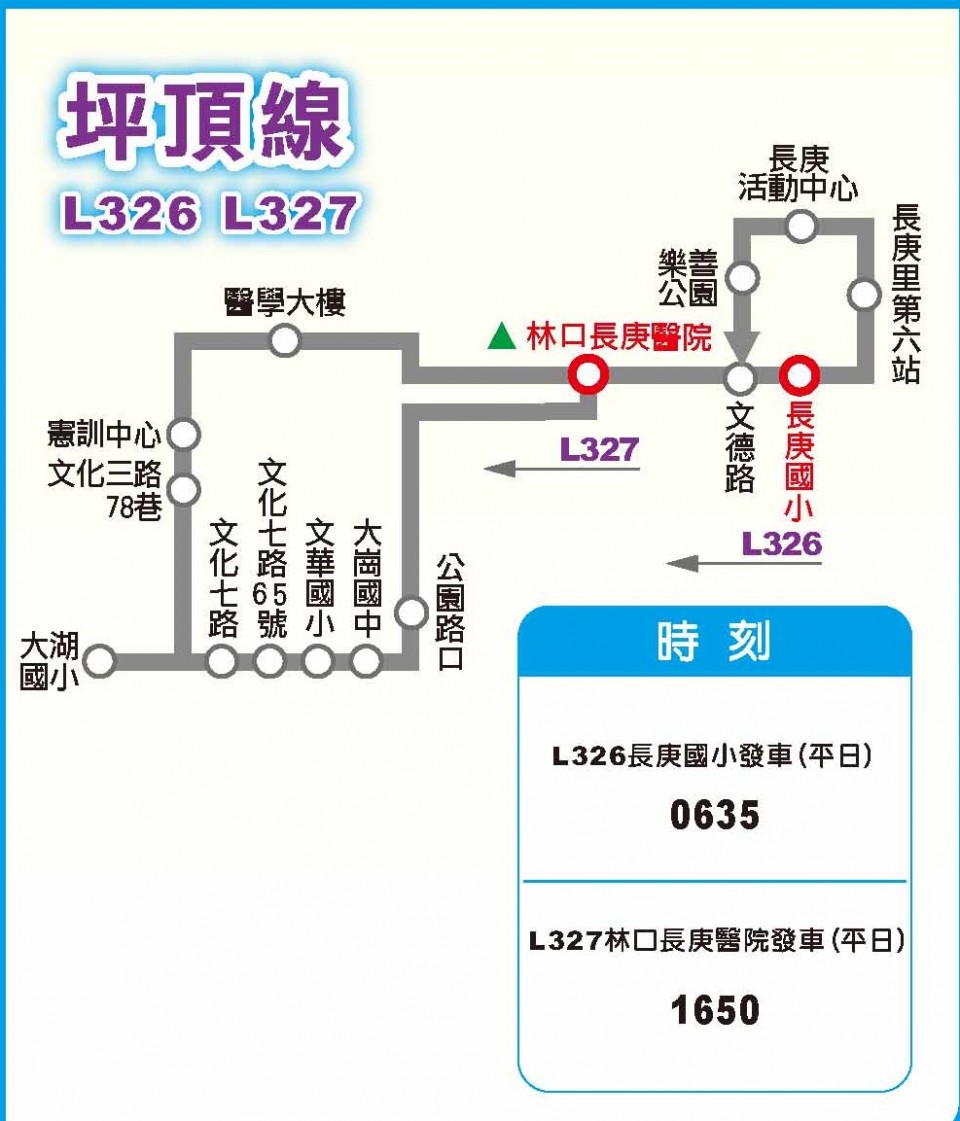 坪頂線
L326 L327
長庚
活動中心
長庚里第六站
樂善
公園
醫學大樓
▲ 林口長庚醫院
憲訓中心
文化三路
78巷
文德路
長庚國小
L327
L326
文化七路
文化七路65號
文華國小
大崗國中
公園路口
大湖
國小
時刻
L326長庚國小發車(平日)
0635
L327林口長庚醫院發車(平日)
1650